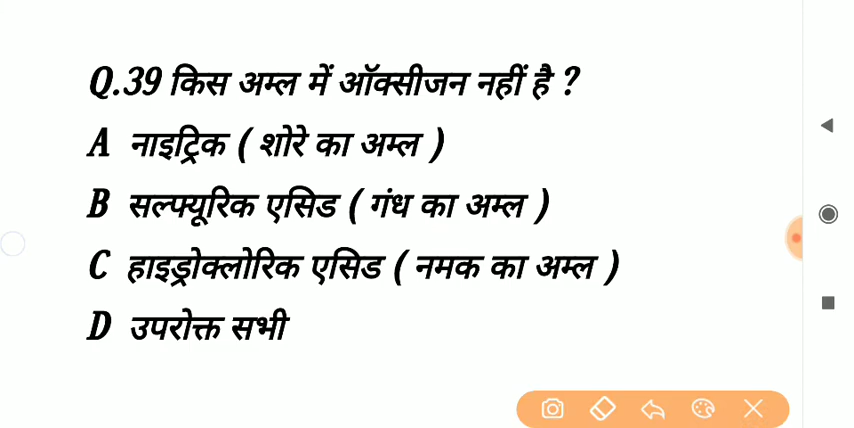 Q.39 किस अम्ल में ऑक्सीजन नहीं है ?
A नाइट्रिक ( शोरे का अम्ल )
B सल्फ्यूरिक एसिड ( गंध का अम्ल )
C हाइड्रोक्लोरिक एसिड ( नमक का अम्ल )
D उपरोक्त सभी